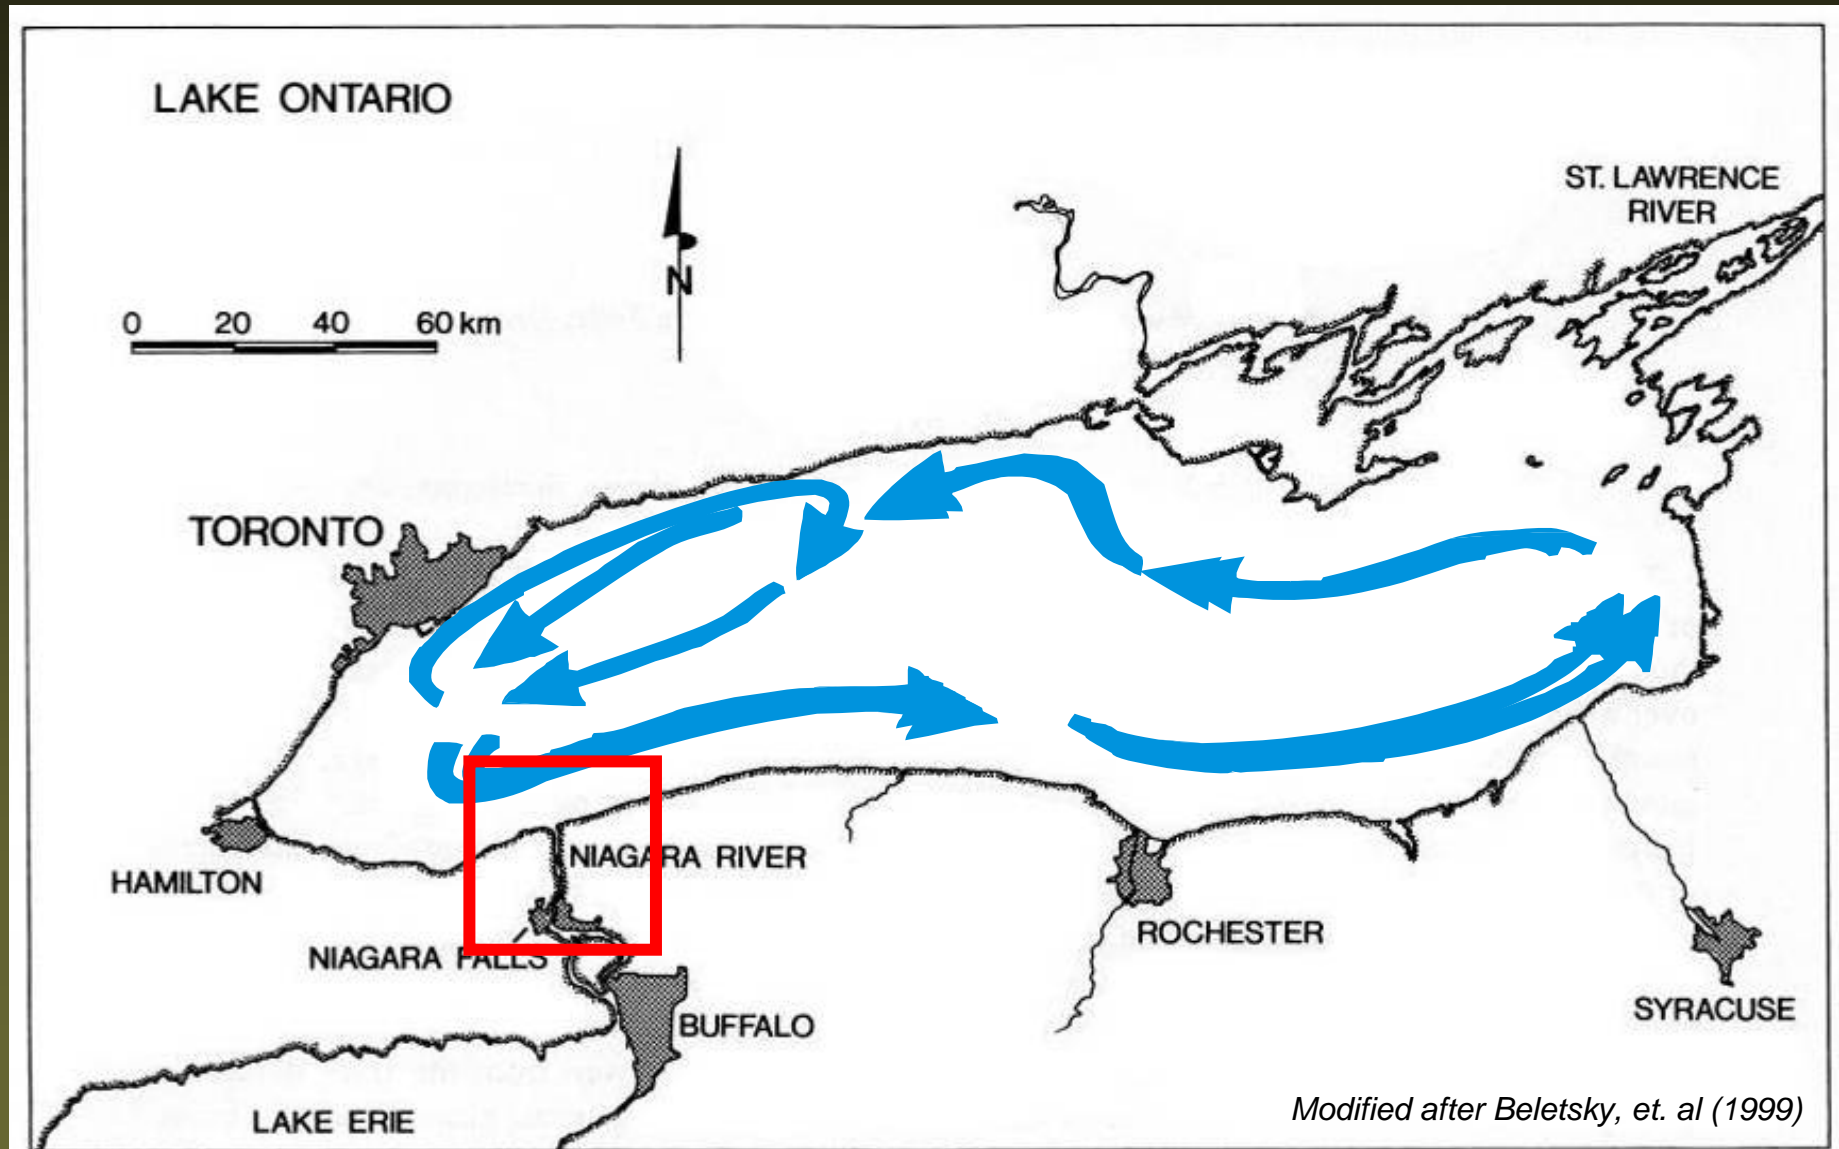 LAKE ONTARIO
ST. LAWRENCE
RIVER
N
0 20 40 60 km
TORONTO
HAMILTON
NIAGARA RIVER
NIAGARA FALLS
ROCHESTER
SYRACUSE
BUFFALO
LAKE ERIE
Modified after Beletsky, et. al (1999)